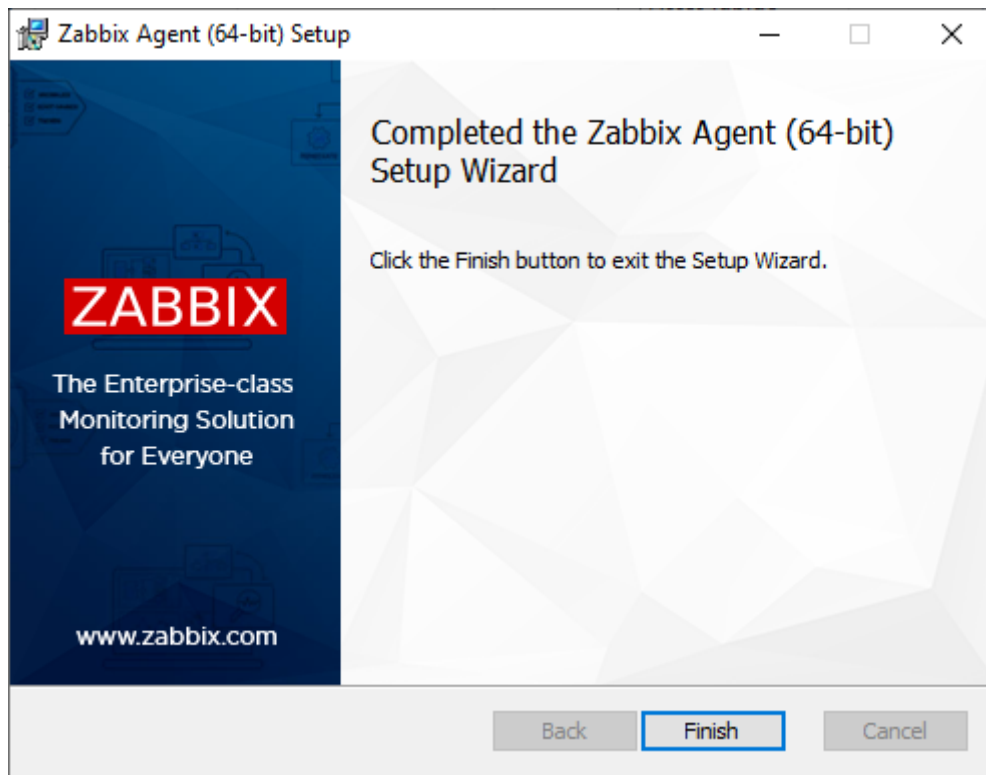 Zabbix Agent (64-bit) Setup
Completed the Zabbix Agent (64-bit)
Setup Wizard
Click the Finish button to exit the Setup Wizard.
ZABBIX
The Enterprise-class
Monitoring Solution
for Everyone
www.zabbix.com
Back
Finish
Cancel